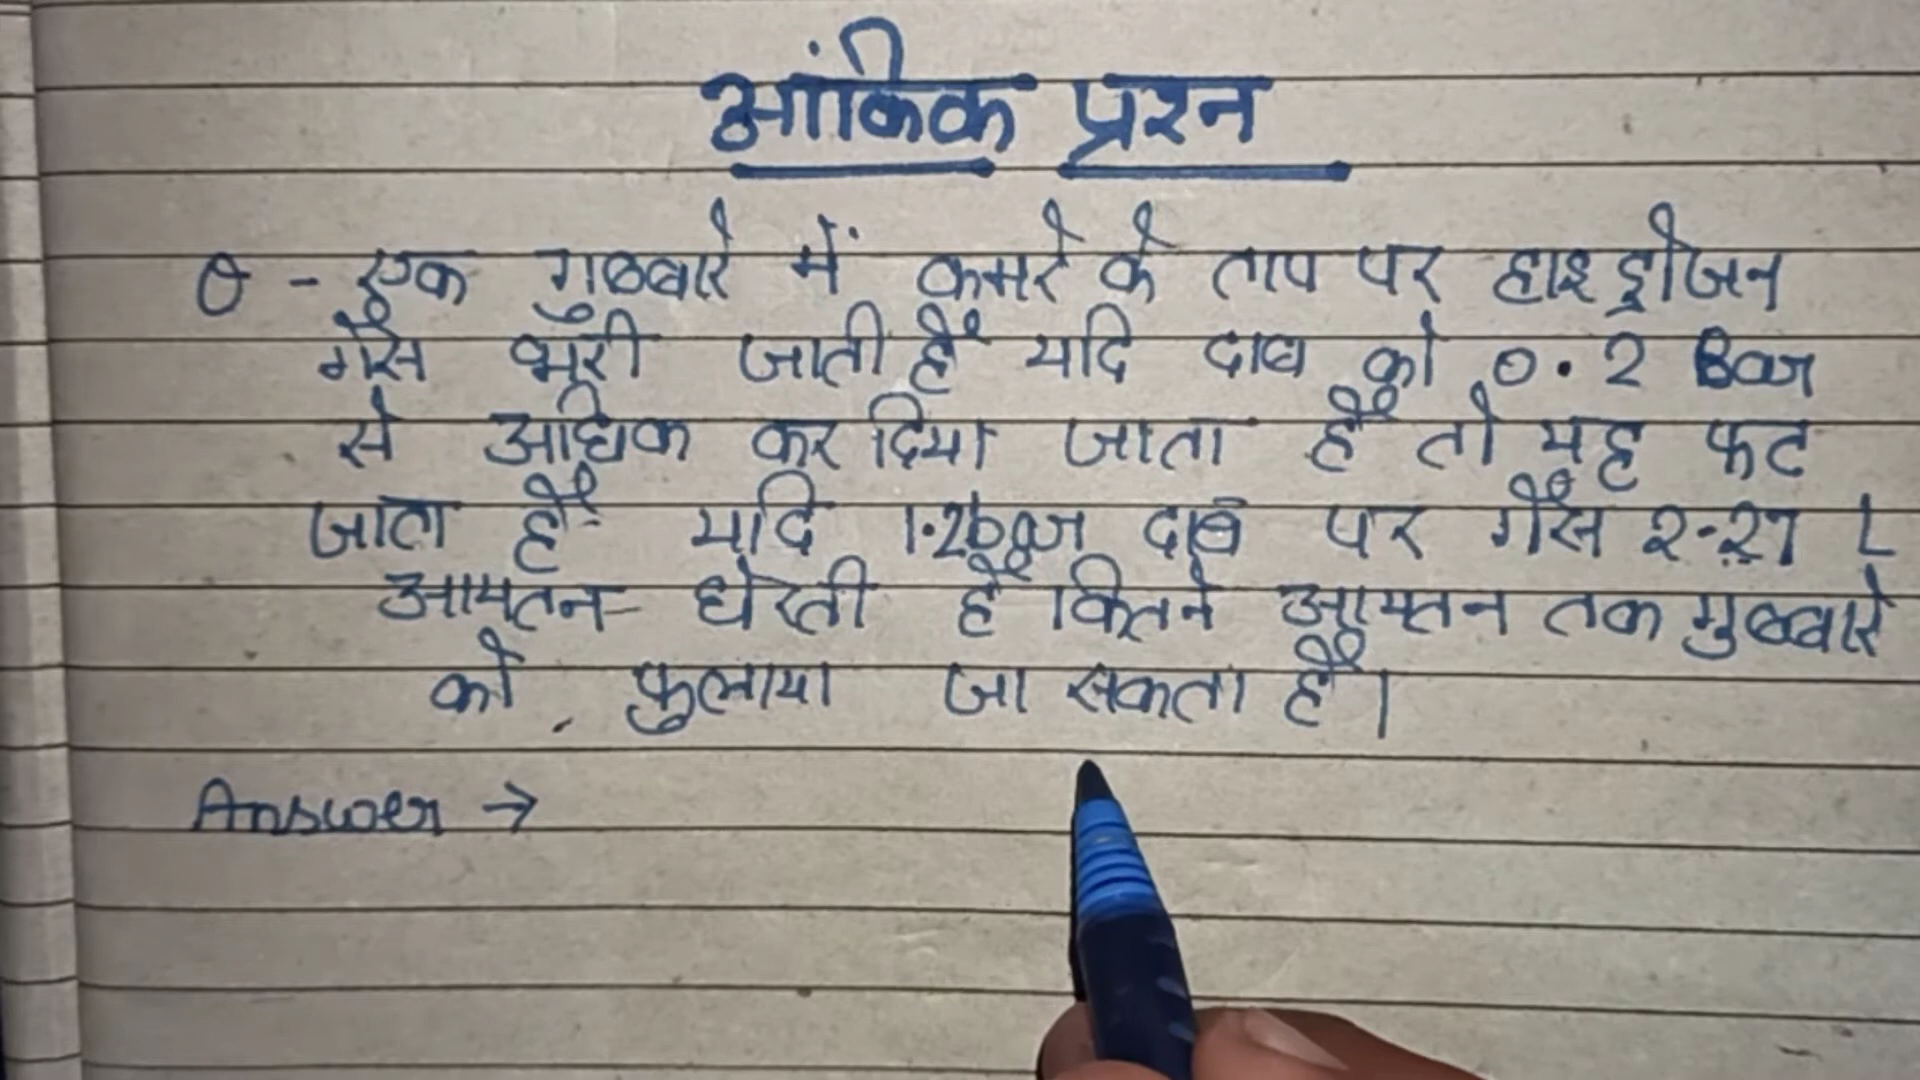 आंकिक प्रश्न
Q - एक गुब्बारे में कमरे के ताप पर हाइड्रोजन
गैस भरी जाती है यदि दाब को 0.2 Bar
से अधिक कर दिया जाता है तो यह फट
जाता है यदि 1.2bar दाब पर गैस 2.27 L
आयतन घेरती है कितने आयतन तक गुब्बारे
को फुलाया जा सकता है।
Answer →